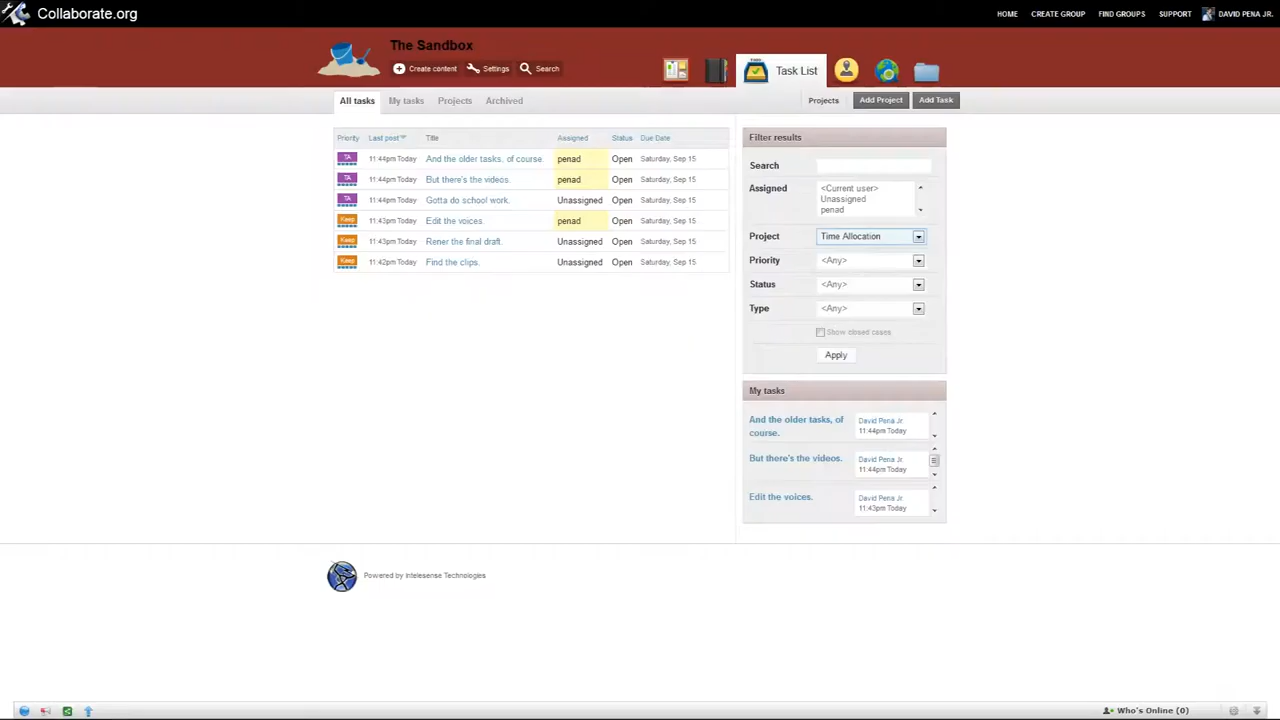 Collaborate.org
HOME CREATE GROUP FIND GROUPS SUPPORT DAVID PENA JR.
The Sandbox
Create content Settings Search
Task List
All tasks My tasks Projects Archived
Projects Add Project Add Task
Priority Last post Title Assigned Status Due Date
TA 11:44pm Today And the older tasks, of course. penad Open Saturday, Sep 15
TA 11:44pm Today But there's the videos. penad Open Saturday, Sep 15
TA 11:44pm Today Gotta do school work. Unassigned Open Saturday, Sep 15
Keep 11:43pm Today Edit the voices. penad Open Saturday, Sep 15
Keep 11:43pm Today Rener the final draft. Unassigned Open Saturday, Sep 15
Keep 11:42pm Today Find the clips. Unassigned Open Saturday, Sep 15
Filter results
Search
Assigned <Current user>
Unassigned
penad
Project Time Allocation
Priority <Any>
Status <Any>
Type <Any>
Show closed cases
Apply
My tasks
And the older tasks, of course. David Pena Jr. 11:44pm Today
But there's the videos. David Pena Jr. 11:44pm Today
Edit the voices. David Pena Jr. 11:43pm Today
Powered by Intelesense Technologies
Who's Online (0)